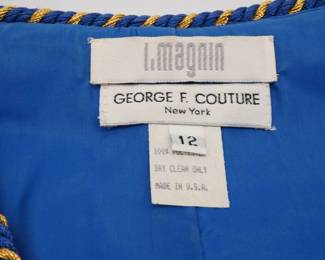 I.magnin
GEORGE F. COUTURE
New York
12
100% POLYESTER
DRY CLEAN ONLY
MADE IN U.S.A.